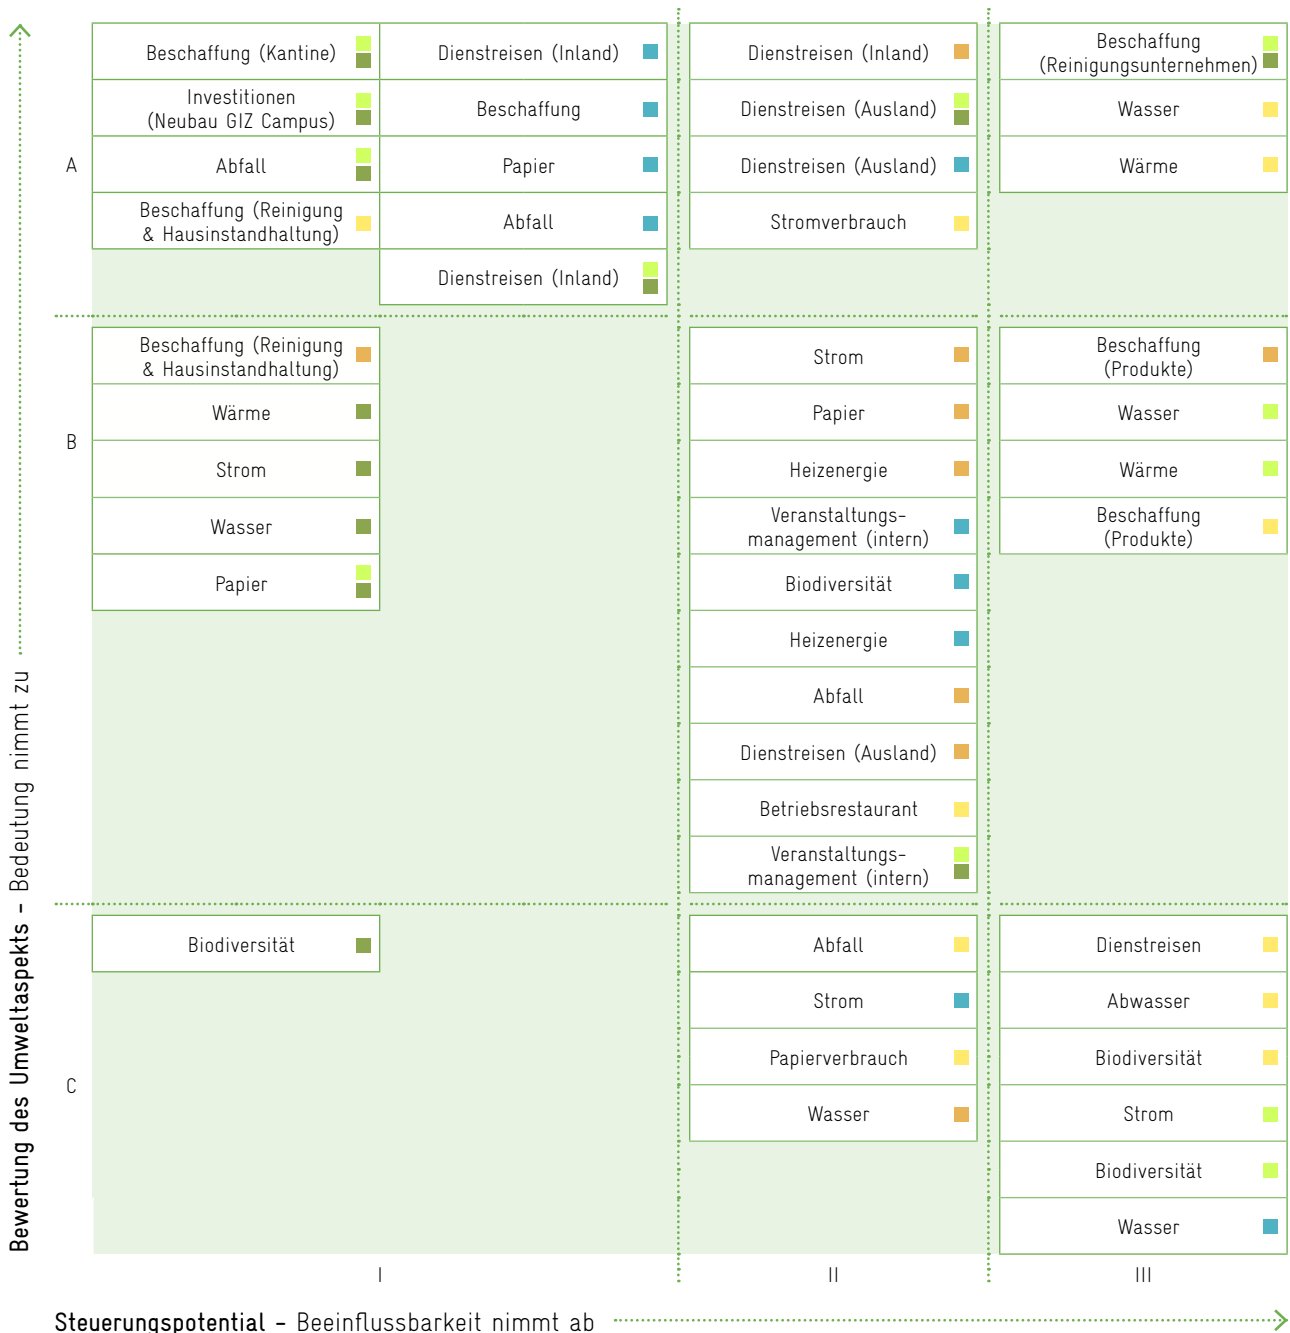 Beschaffung (Kantine)
Investitionen
(Neubau GIZ Campus)
Abfall
Beschaffung (Reinigung
& Hausinstandhaltung)
Dienstreisen (Inland)
Beschaffung
Papier
Abfall
Dienstreisen (Inland)
Dienstreisen (Inland)
Dienstreisen (Ausland)
Dienstreisen (Ausland)
Stromverbrauch
Beschaffung
(Reinigungsunternehmen)
Wasser
Wärme
A
Beschaffung (Reinigung
& Hausinstandhaltung)
Wärme
Strom
Wasser
Papier
Strom
Papier
Heizenergie
Veranstaltungs-
management (intern)
Biodiversität
Heizenergie
Abfall
Dienstreisen (Ausland)
Betriebsrestaurant
Veranstaltungs-
management (intern)
Beschaffung
(Produkte)
Wasser
Wärme
Beschaffung
(Produkte)
B
Biodiversität
Abfall
Strom
Papierverbrauch
Wasser
Dienstreisen
Abwasser
Biodiversität
Strom
Biodiversität
Wasser
C
I
II
III
Bewertung des Umweltaspekts – Bedeutung nimmt zu
Steuerungspotential – Beeinflussbarkeit nimmt ab